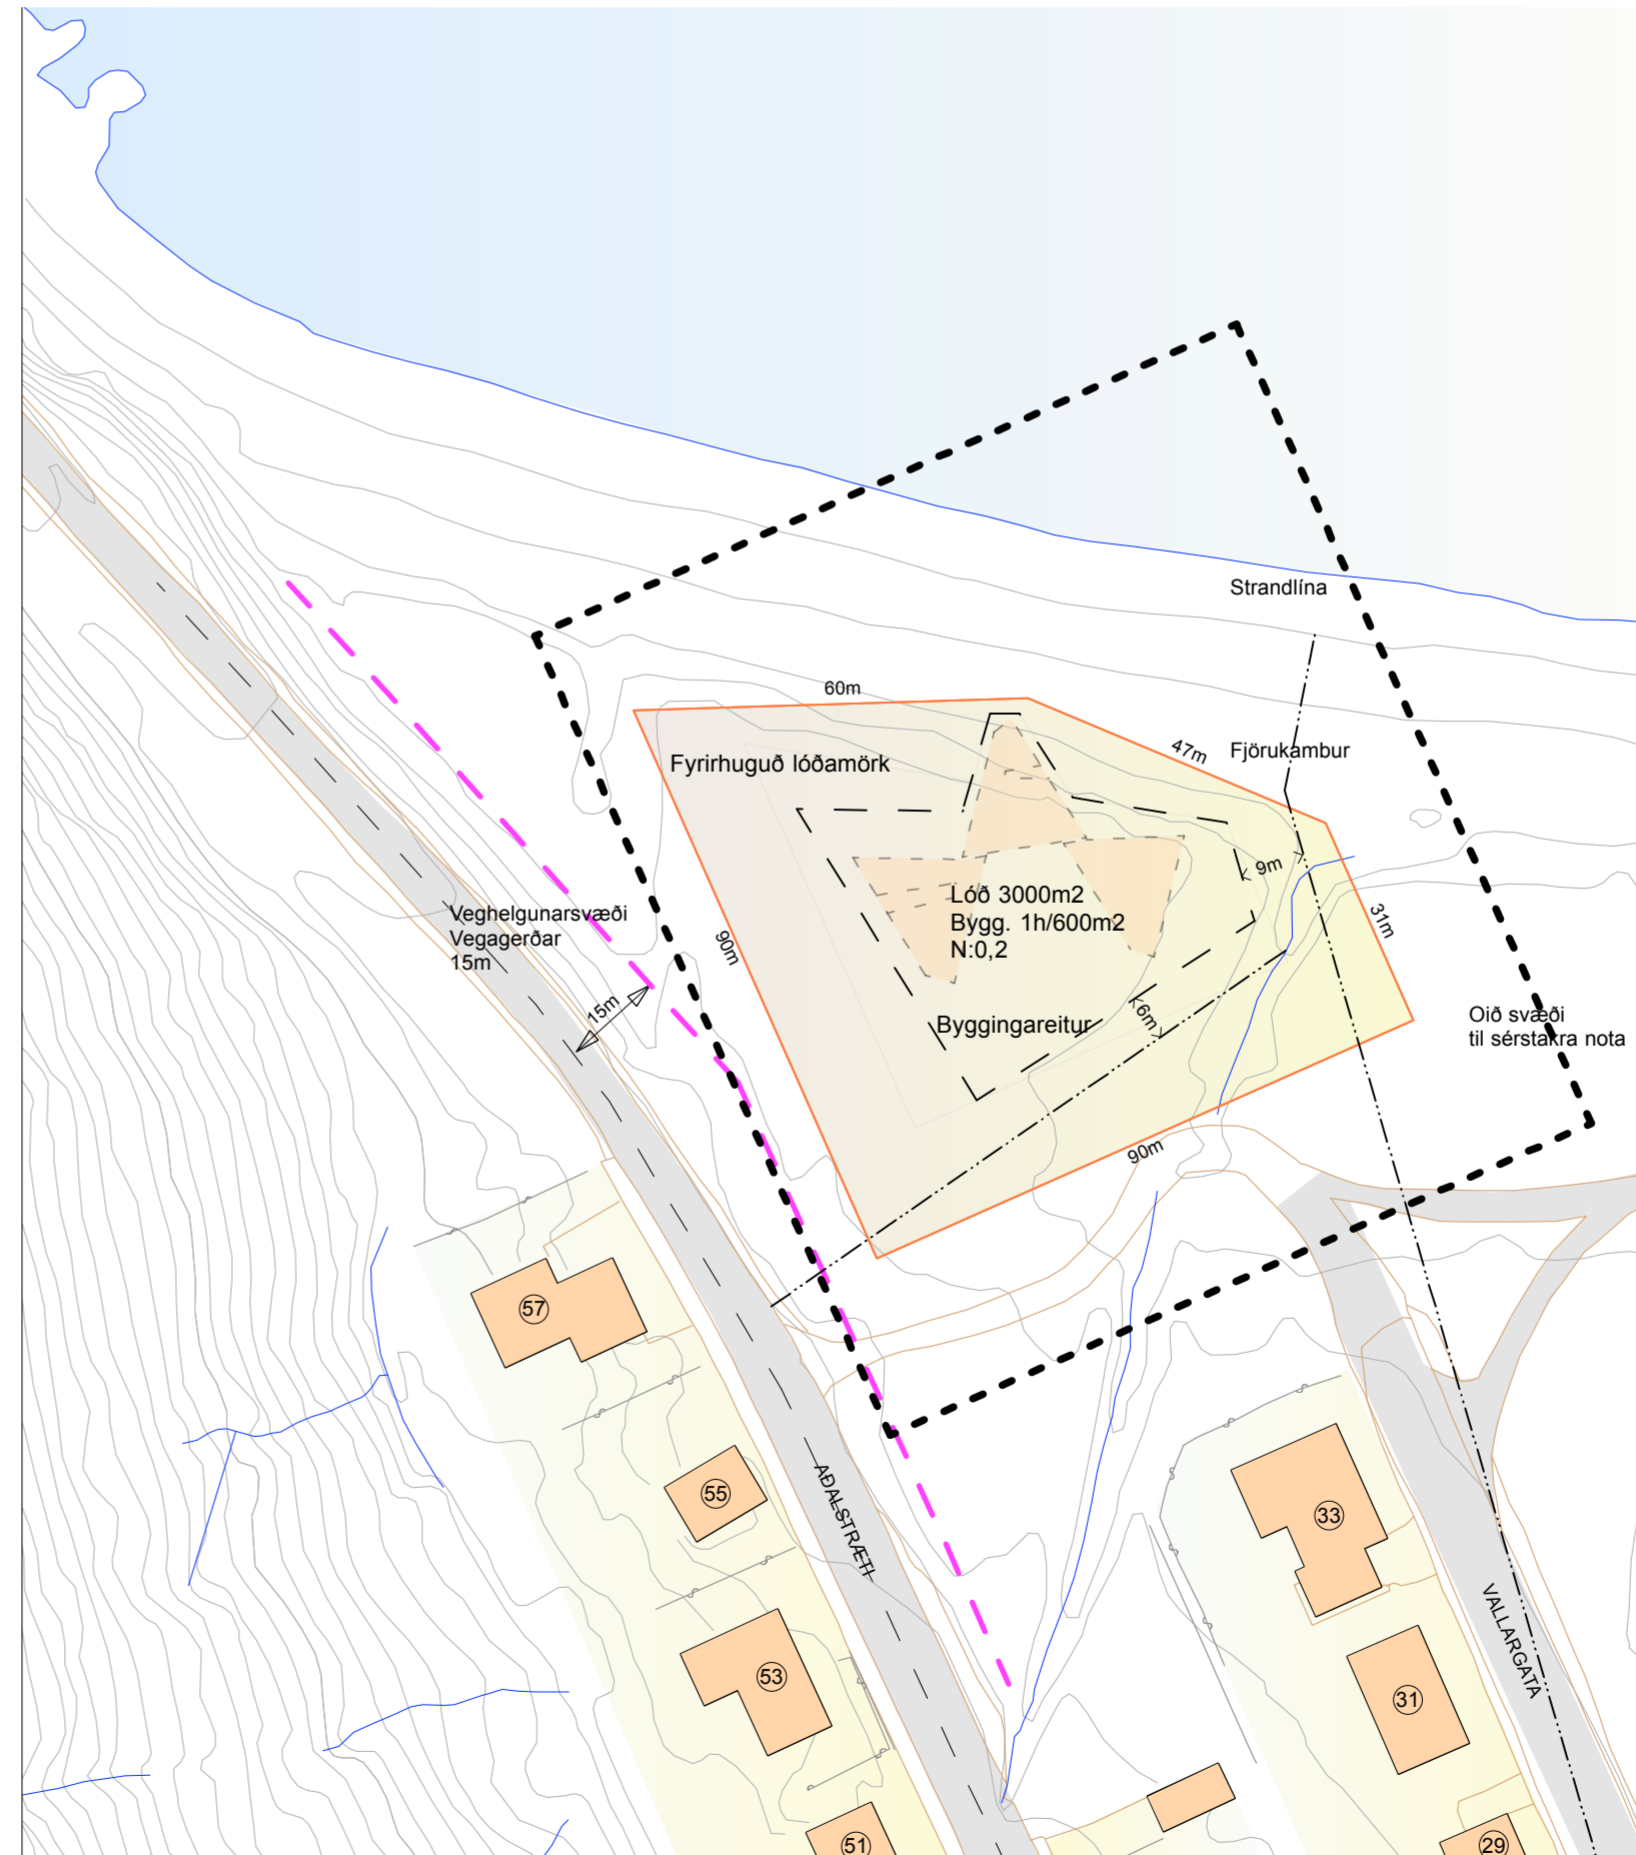 Strandlína
60m
47m
Fjörukambur
Fyrirhuguð lóðamörk
9m
Lóð 3000m2
Bygg. 1h/600m2
N:0,2
31m
Veghelgunarsvæði
Vegagerðar
15m
90m
15m
6m
Byggingareitur
Oið svæði
til sérstakra nota
90m
57
55
AÐALSTRÆTI
33
VALLARGATA
53
31
51
29